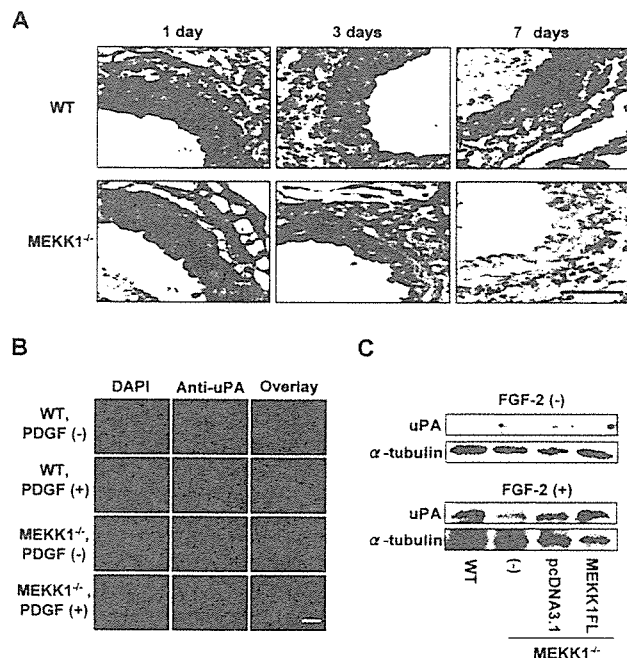 A
1 day
3 days
7 days
WT
MEKK1-/-
B
DAPI
Anti-uPA
Overlay
WT,
PDGF (-)
WT,
PDGF (+)
MEKK1-/-,
PDGF (-)
MEKK1-/-,
PDGF (+)
C
FGF-2 (-)
uPA
α-tubulin
FGF-2 (+)
uPA
α-tubulin
WT
(-)
pcDNA3.1
MEKK1FL
MEKK1-/-